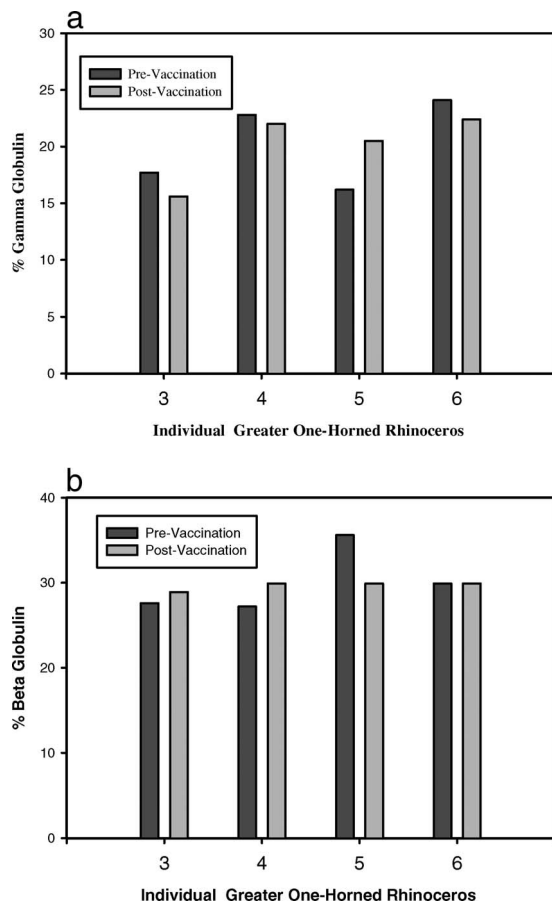 a
30
Pre-Vaccination
Post-Vaccination
25
20
15
10
5
0
% Gamma Globulin
3 4 5 6
Individual Greater One-Horned Rhinoceros
b
40
Pre-Vaccination
Post-Vaccination
30
20
10
0
% Beta Globulin
3 4 5 6
Individual Greater One-Horned Rhinoceros